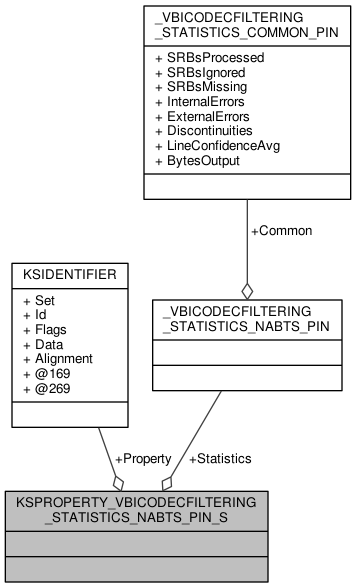 _VBICODECFILTERING
_STATISTICS_COMMON_PIN
+ SRBsProcessed
+ SRBsIgnored
+ SRBsMissing
+ InternalErrors
+ ExternalErrors
+ Discontinuities
+ LineConfidenceAvg
+ BytesOutput
+Common
KSIDENTIFIER
+ Set
+ Id
+ Flags
+ Data
+ Alignment
+ @169
+ @269
_VBICODECFILTERING
_STATISTICS_NABTS_PIN
+Property
+Statistics
KSPROPERTY_VBICODECFILTERING
_STATISTICS_NABTS_PIN_S